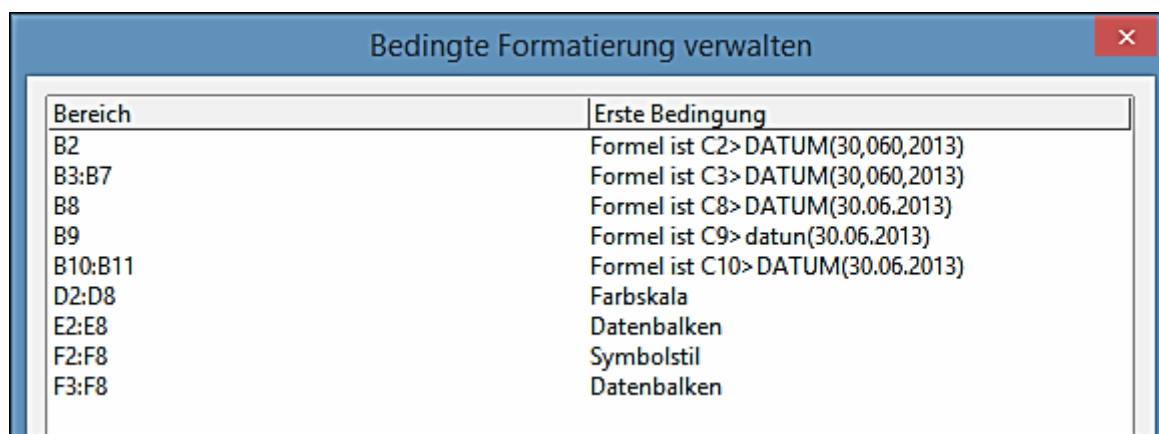 Bedingte Formatierung verwalten
Bereich Erste Bedingung
B2 Formel ist C2>DATUM(30,060,2013)
B3:B7 Formel ist C3>DATUM(30,060,2013)
B8 Formel ist C8>DATUM(30.06.2013)
B9 Formel ist C9>datun(30.06.2013)
B10:B11 Formel ist C10>DATUM(30.06.2013)
D2:D8 Farbskala
E2:E8 Datenbalken
F2:F8 Symbolstil
F3:F8 Datenbalken